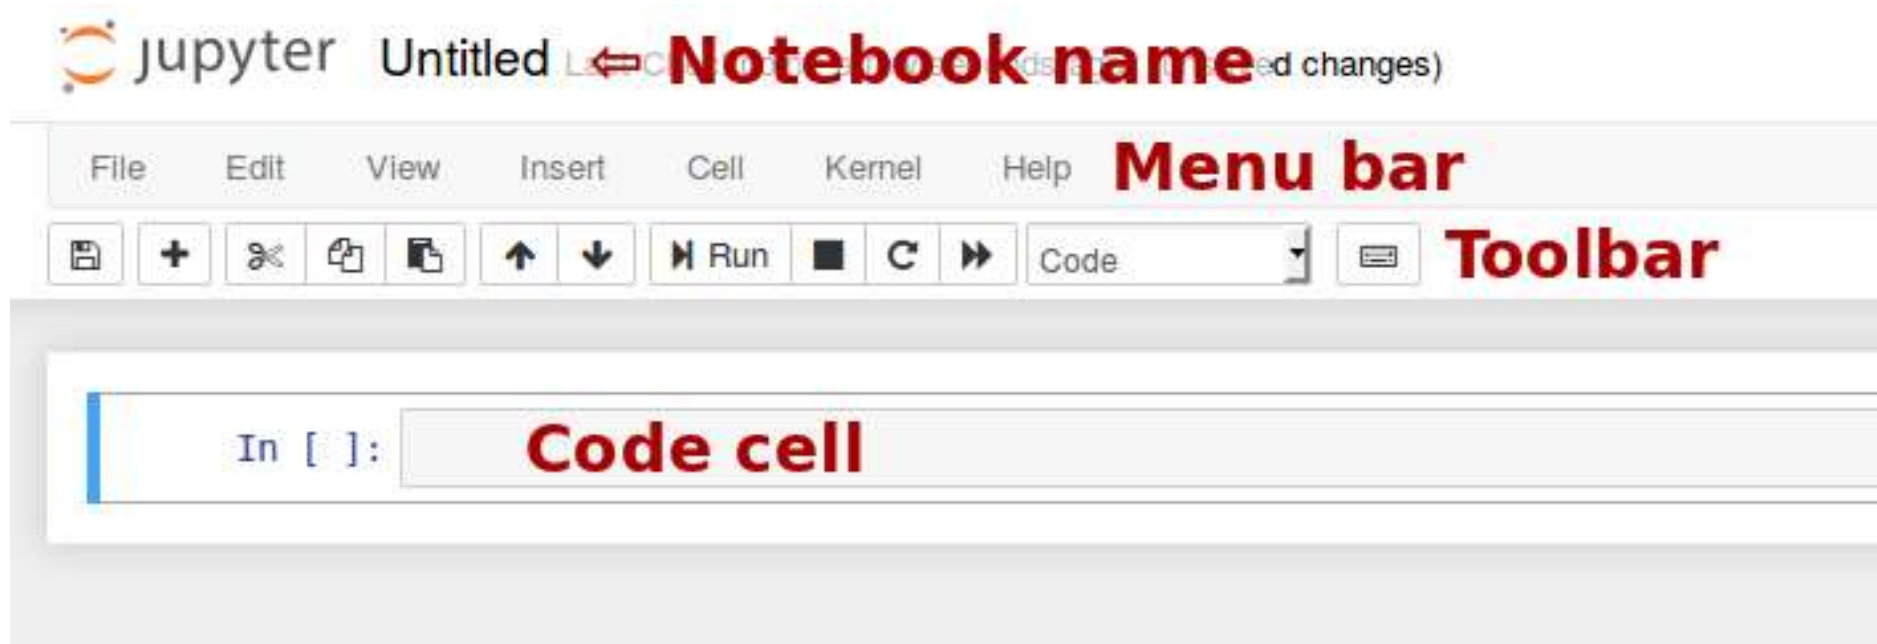 jupyter Untitled ⇦ Notebook name d changes)
File Edit View Insert Cell Kernel Help Menu bar
Run Code Toolbar
In [ ]: Code cell